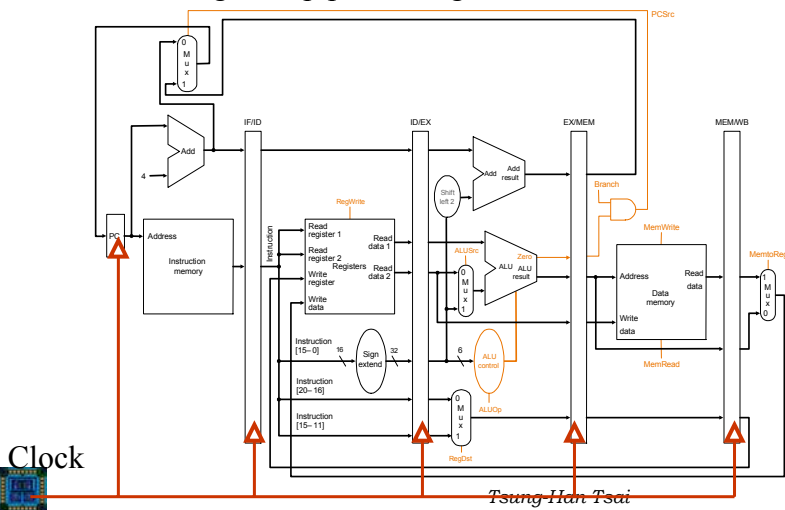 PCSrc
0
M
u
x
1
IF/ID
ID/EX
EX/MEM
MEM/WB
Add
4
Add
Add
result
Shift
left 2
Branch
RegWrite
MemWrite
PC
Address
Instruction
memory
Instruction
Read
register 1
Read
register 2
Write
register
Write
data
Registers
Read
data 1
Read
data 2
ALUSrc
0
M
u
x
1
Zero
ALU
ALU
result
Address
Write
data
Read
data
Data
memory
MemtoReg
1
M
u
x
0
MemRead
Instruction
[15–0]
16
Sign
extend
32
6
ALU
control
ALUOp
Instruction
[20–16]
Instruction
[15–11]
0
M
u
x
1
RegDst
Clock
Tsung-Han Tsai